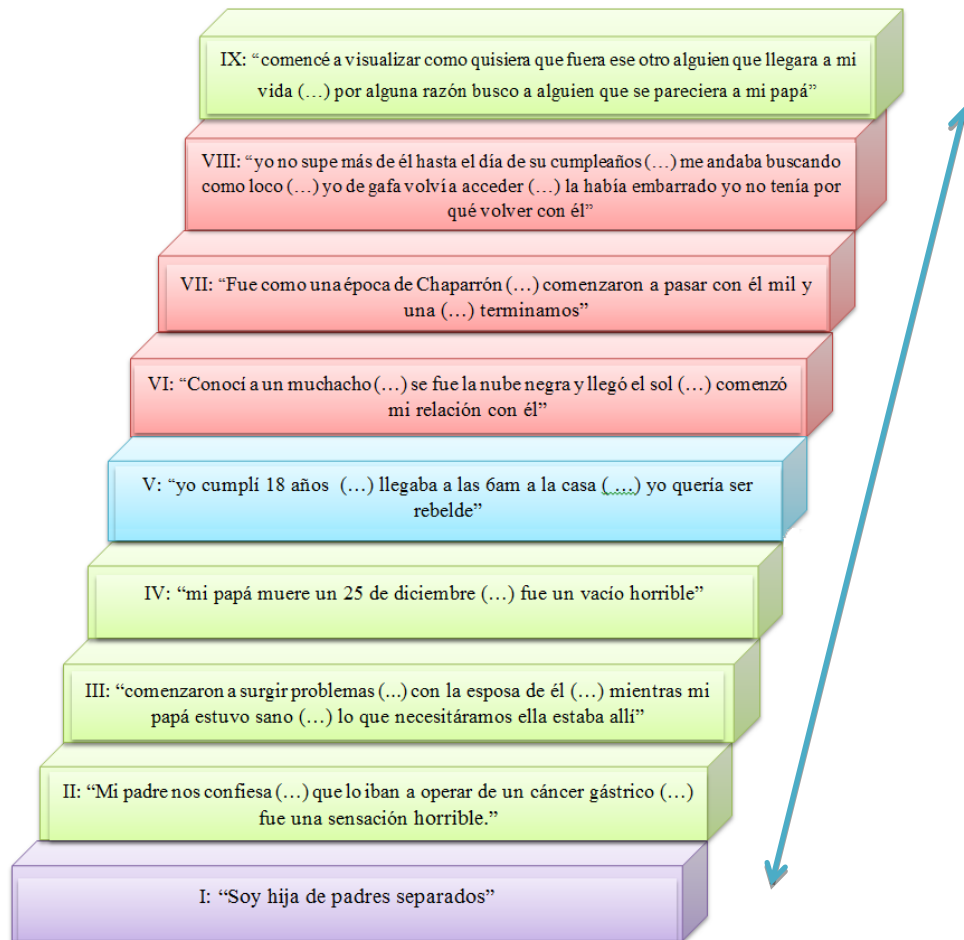 IX: “comencé a visualizar como quisiera que fuera ese otro alguien que llegara a mi
vida (…) por alguna razón busco a alguien que se pareciera a mi papá”
VIII: “yo no supe más de él hasta el día de su cumpleaños (…) me andaba buscando
como loco (…) yo de gafa volvía acceder (…) la había embarrado yo no tenía por
qué volver con él”
VII: “Fue como una época de Chaparrón (…) comenzaron a pasar con él mil y
una (…) terminamos”
VI: “Conocí a un muchacho (…) se fue la nube negra y llegó el sol (…) comenzó
mi relación con él”
V: “yo cumplí 18 años (…) llegaba a las 6am a la casa ( …) yo quería ser
rebelde”
IV: “mi papá muere un 25 de diciembre (…) fue un vacío horrible”
III: “comenzaron a surgir problemas (...) con la esposa de él (…) mientras mi
papá estuvo sano (…) lo que necesitáramos ella estaba allí”
II: “Mi padre nos confiesa (…) que lo iban a operar de un cáncer gástrico (…)
fue una sensación horrible.”
I: “Soy hija de padres separados”